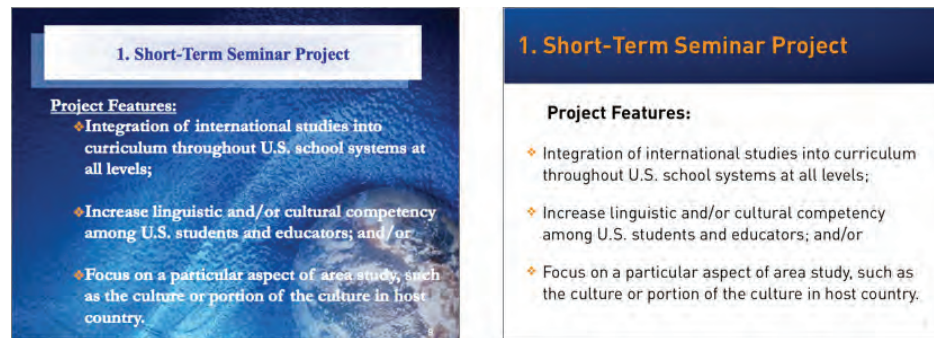 1. Short-Term Seminar Project
Project Features:
❖Integration of international studies into
curriculum throughout U.S. school systems at
all levels;
❖Increase linguistic and/or cultural competency
among U.S. students and educators; and/or
❖Focus on a particular aspect of area study, such
as the culture or portion of the culture in host
country.
8
1. Short-Term Seminar Project
Project Features:
❖ Integration of international studies into curriculum
throughout U.S. school systems at all levels;
❖ Increase linguistic and/or cultural competency
among U.S. students and educators; and/or
❖ Focus on a particular aspect of area study, such as
the culture or portion of the culture in host country.